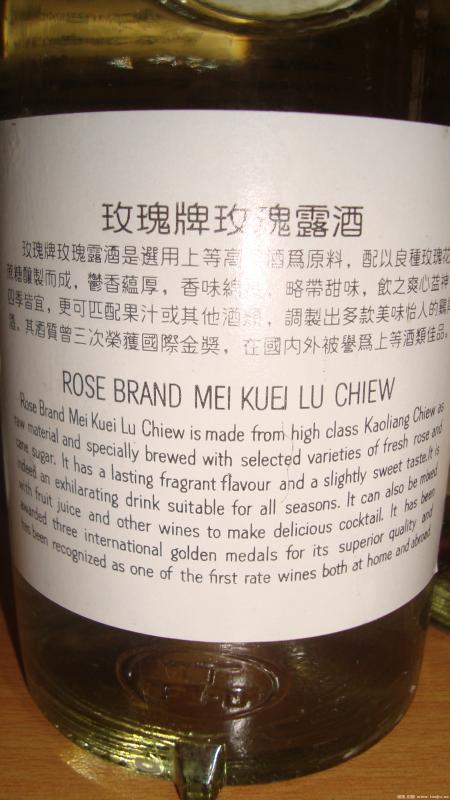 玫瑰牌玫瑰露酒
玫瑰牌玫瑰露酒是選用上等高 酒爲原料，配以良種玫瑰花
蔗糖釀製而成，鬱香蘊厚，香味綿 ，略帶甜味，飲之爽心益神
四季皆宜，更可匹配果汁或其他酒類，調製出多款美味怡人的鷄尾
酒，其酒質曾三次榮獲國際金奬，在國内外被譽爲上等酒類佳品。
ROSE BRAND MEI KUEI LU CHIEW
Rose Brand Mei Kuei Lu Chiew is made from high class Kaoliang Chiew as
raw material and specially brewed with selected varieties of fresh rose and
cane sugar. It has a lasting fragrant flavour and a slightly sweet taste.It is
indeed an exhilarating drink suitable for all seasons. It can also be mixed
with fruit juice and other wines to make delicious cocktail. It has been
awarded three international golden medals for its superior quality and
has been recognized as one of the first rate wines both at home and abroad.